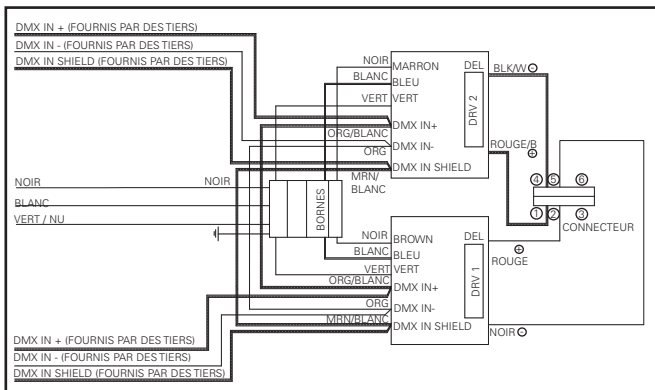 DMX IN + (FOURNIS PAR DES TIERS)
DMX IN - (FOURNIS PAR DES TIERS)
DMX IN SHIELD (FOURNIS PAR DES TIERS)
NOIR
MARRON
DEL
BLK/W ⊖
BLANC
BLEU
VERT
VERT
DRV 2
DMX IN+
ORG/BLANC
DMX IN-
ORG
ROUGE/B
⊕
DMX IN SHIELD
MRN/
BLANC
4 5 6
1 2 3
CONNECTEUR
NOIR
NOIR
BLANC
VERT / NU
BORNES
NOIR
BROWN
DEL
BLANC
BLEU
⊕
ROUGE
VERT
VERT
DRV 1
ORG/BLANC
DMX IN+
ORG
DMX IN-
MRN/BLANC
DMX IN SHIELD
NOIR ⊖
DMX IN + (FOURNIS PAR DES TIERS)
DMX IN - (FOURNIS PAR DES TIERS)
DMX IN SHIELD (FOURNIS PAR DES TIERS)